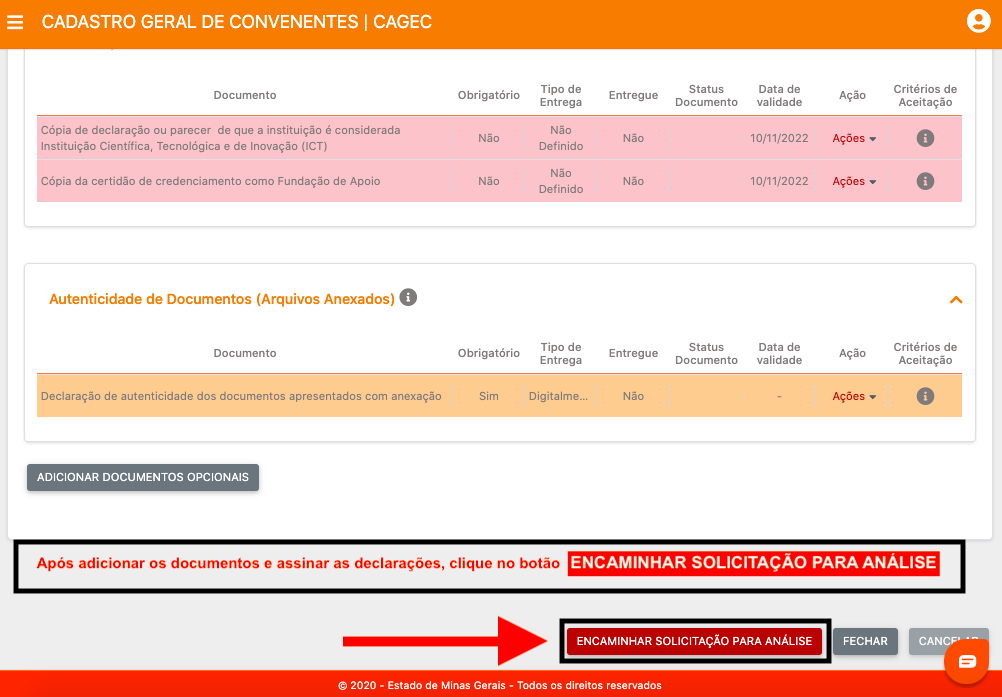 CADASTRO GERAL DE CONVENENTES | CAGEC
Documento Obrigatório Tipo de Entrega Entregue Status Documento Data de validade Ação Critérios de Aceitação
Cópia de declaração ou parecer de que a instituição é considerada
Instituição Científica, Tecnológica e de Inovação (ICT)
Não Não Definido Não 10/11/2022 Ações
Cópia da certidão de credenciamento como Fundação de Apoio Não Não Definido Não 10/11/2022 Ações
Autenticidade de Documentos (Arquivos Anexados)
Documento Obrigatório Tipo de Entrega Entregue Status Documento Data de validade Ação Critérios de Aceitação
Declaração de autenticidade dos documentos apresentados com anexação Sim Digitalme... Não - Ações
ADICIONAR DOCUMENTOS OPCIONAIS
Após adicionar os documentos e assinar as declarações, clique no botão ENCAMINHAR SOLICITAÇÃO PARA ANÁLISE
ENCAMINHAR SOLICITAÇÃO PARA ANÁLISE FECHAR CANCELAR
© 2020 - Estado de Minas Gerais - Todos os direitos reservados